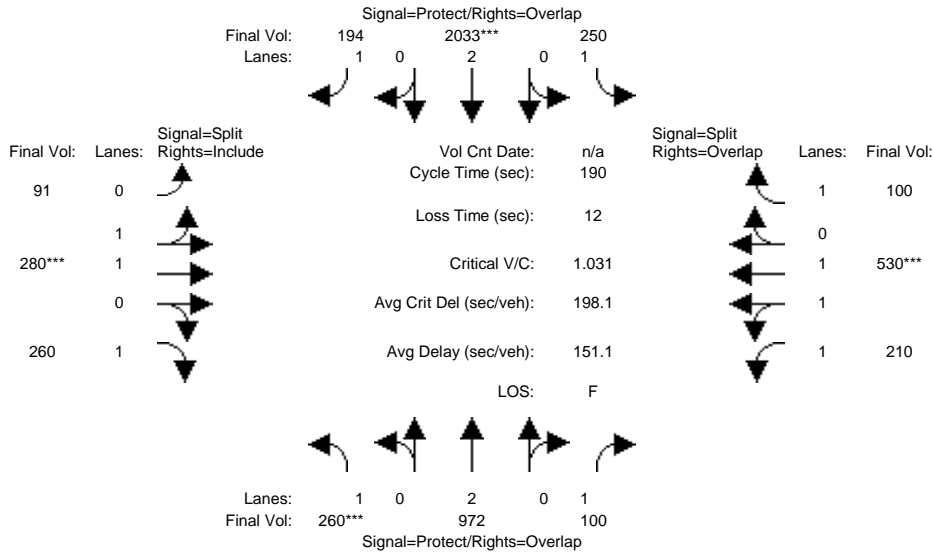 Signal=Protect/Rights=Overlap
Final Vol: 194 2033*** 250
Lanes: 1 0 2 0 1
Signal=Split Signal=Split
Final Vol: Lanes: Rights=Include Vol Cnt Date: n/a Rights=Overlap Lanes: Final Vol:
Cycle Time (sec): 190
91 0 1 100
Loss Time (sec): 12
1 0
280*** 1 Critical V/C: 1.031 1 530***
0 Avg Crit Del (sec/veh): 198.1 1
260 1 Avg Delay (sec/veh): 151.1 1 210
LOS: F
Lanes: 1 0 2 0 1
Final Vol: 260*** 972 100
Signal=Protect/Rights=Overlap